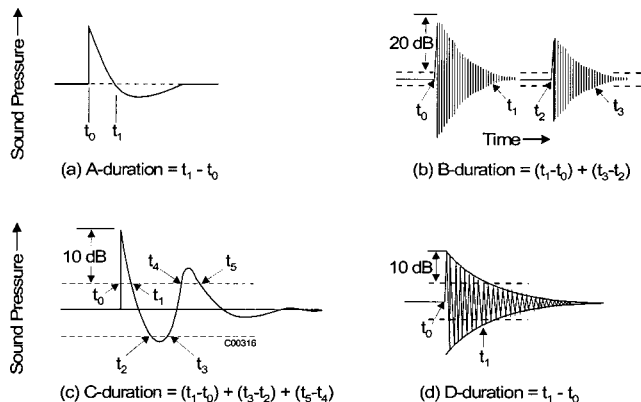 Sound Pressure
t0
t1
(a) A-duration = t1 - t0
20 dB
t0
t1
t2
t3
Time
(b) B-duration = (t1-t0) + (t3-t2)
Sound Pressure
10 dB
t0
t1
t4
t5
t2
t3
C00316
(c) C-duration = (t1-t0) + (t3-t2) + (t5-t4)
10 dB
t0
t1
(d) D-duration = t1 - t0